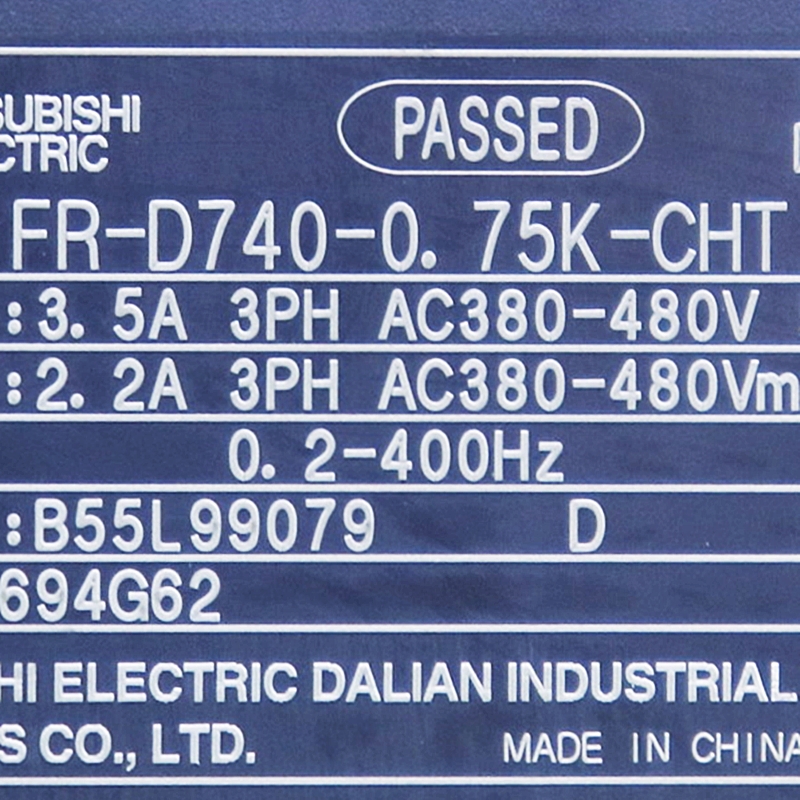 SUBISHI
CTRIC
PASSED
FR-D740-0.75K-CHT
:3.5A 3PH AC380-480V
:2.2A 3PH AC380-480Vm
0.2-400Hz
:B55L99079 D
694G62
HI ELECTRIC DALIAN INDUSTRIAL
S CO., LTD.
MADE IN CHINA